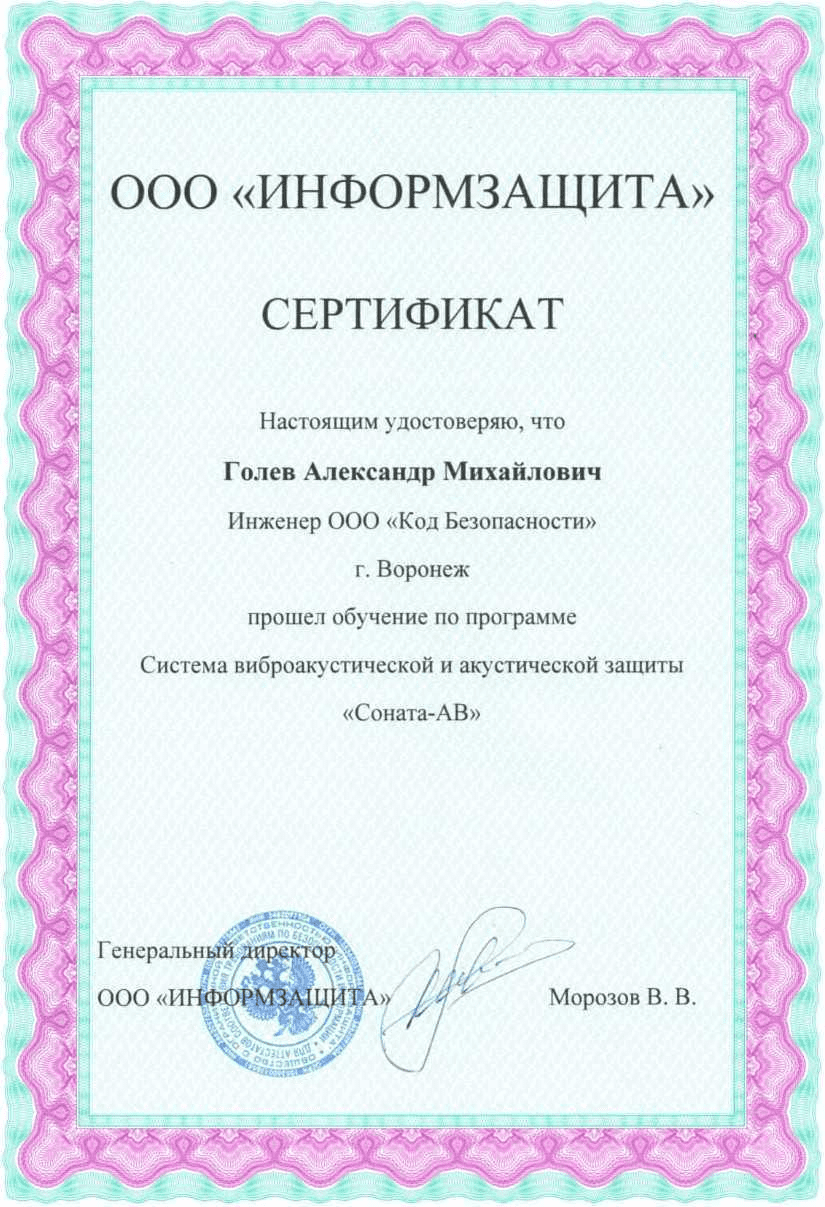 ООО «ИНФОРМЗАЩИТА»
СЕРТИФИКАТ
Настоящим удостоверяю, что
Голев Александр Михайлович
Инженер ООО «Код Безопасности»
г. Воронеж
прошел обучение по программе
Система виброакустической и акустической защиты
«Соната-АВ»
Генеральный директор
ООО «ИНФОРМЗАЩИТА»
Морозов В. В.